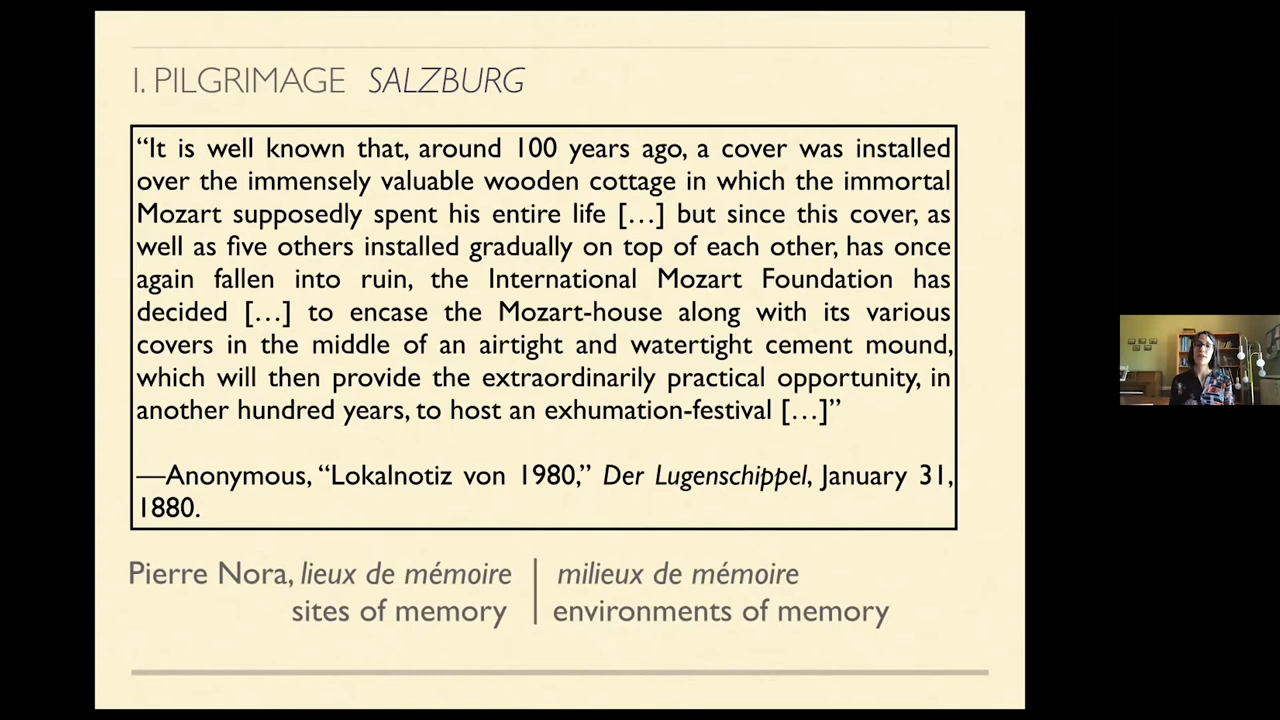 I. PILGRIMAGE SALZBURG
“It is well known that, around 100 years ago, a cover was installed
over the immensely valuable wooden cottage in which the immortal
Mozart supposedly spent his entire life […] but since this cover, as
well as five others installed gradually on top of each other, has once
again fallen into ruin, the International Mozart Foundation has
decided […] to encase the Mozart-house along with its various
covers in the middle of an airtight and watertight cement mound,
which will then provide the extraordinarily practical opportunity, in
another hundred years, to host an exhumation-festival […]”
—Anonymous, “Lokalnotiz von 1980,” Der Lugenschippel, January 31,
1880.
Pierre Nora, lieux de mémoire
sites of memory
milieux de mémoire
environments of memory